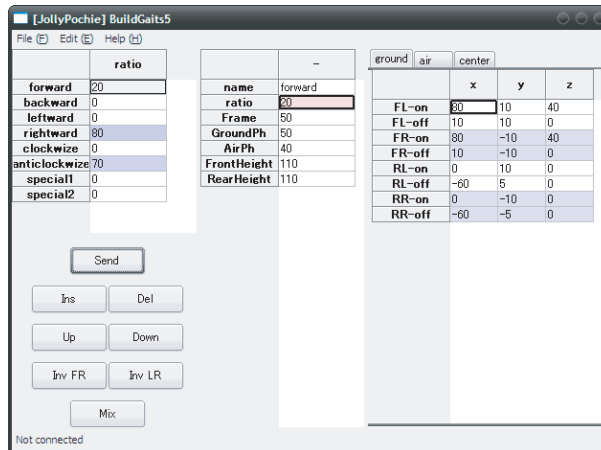 [JollyPochie] BuildGaits5
File (F) Edit (E) Help (H)
ratio
forward 20
backward 0
leftward 0
rightward 80
clockwize 0
anticlockwize 70
special1 0
special2 0
Send
Ins Del
Up Down
Inv FR Inv LR
Mix
–
name forward
ratio 20
Frame 50
GroundPh 50
AirPh 40
FrontHeight 110
RearHeight 110
ground air center
x y z
FL-on 80 10 40
FL-off 10 10 0
FR-on 80 -10 40
FR-off 10 -10 0
RL-on 0 10 0
RL-off -60 5 0
RR-on 0 -10 0
RR-off -60 -5 0
Not connected